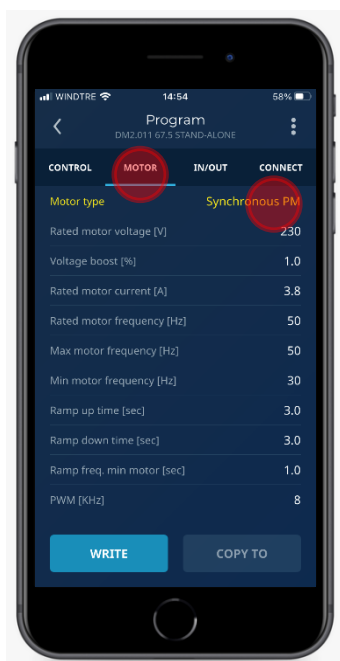 WINDTRE 14:54 58%
Program
DM2.011 67.5 STAND-ALONE
CONTROL MOTOR IN/OUT CONNECT
Motor type Synchronous PM
Rated motor voltage [V] 230
Voltage boost [%] 1.0
Rated motor current [A] 3.8
Rated motor frequency [Hz] 50
Max motor frequency [Hz] 50
Min motor frequency [Hz] 30
Ramp up time [sec] 3.0
Ramp down time [sec] 3.0
Ramp freq. min motor [sec] 1.0
PWM [KHz] 8
WRITE COPY TO